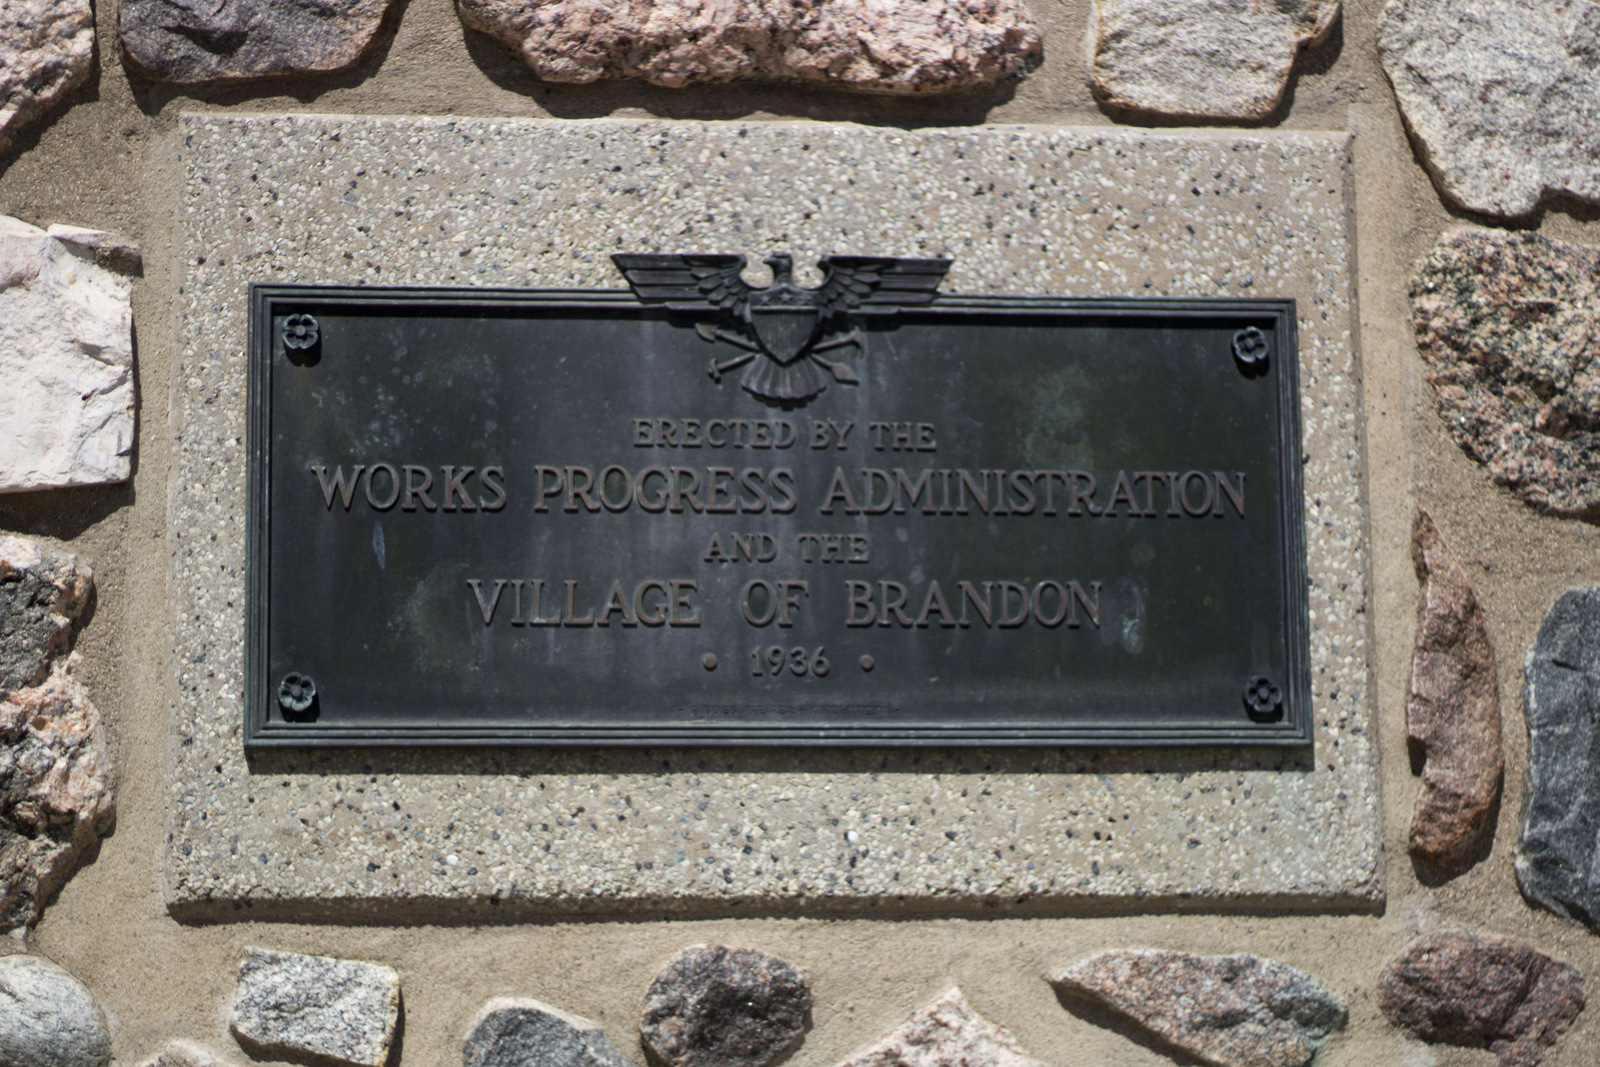 ERECTED BY THE
WORKS PROGRESS ADMINISTRATION
AND THE
VILLAGE OF BRANDON
• 1936 •